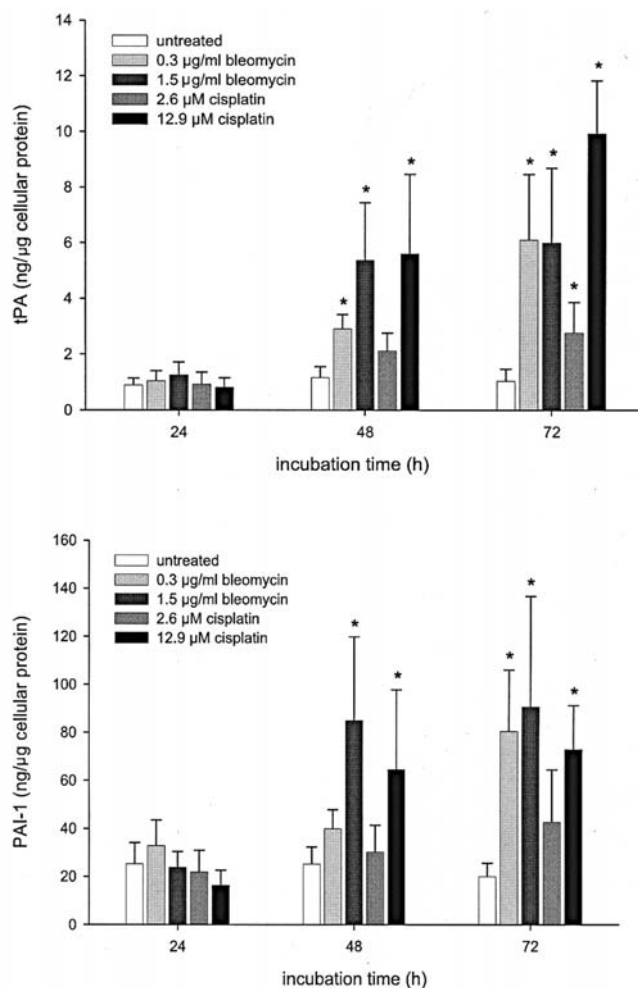 14
12
10
8
6
4
2
0
tPA (ng/µg cellular protein)
untreated
0.3 µg/ml bleomycin
1.5 µg/ml bleomycin
2.6 µM cisplatin
12.9 µM cisplatin
* * *
* * * *
24 48 72
incubation time (h)
160
140
120
100
80
60
40
20
0
PAI-1 (ng/µg cellular protein)
untreated
0.3 µg/ml bleomycin
1.5 µg/ml bleomycin
2.6 µM cisplatin
12.9 µM cisplatin
* *
* * *
24 48 72
incubation time (h)